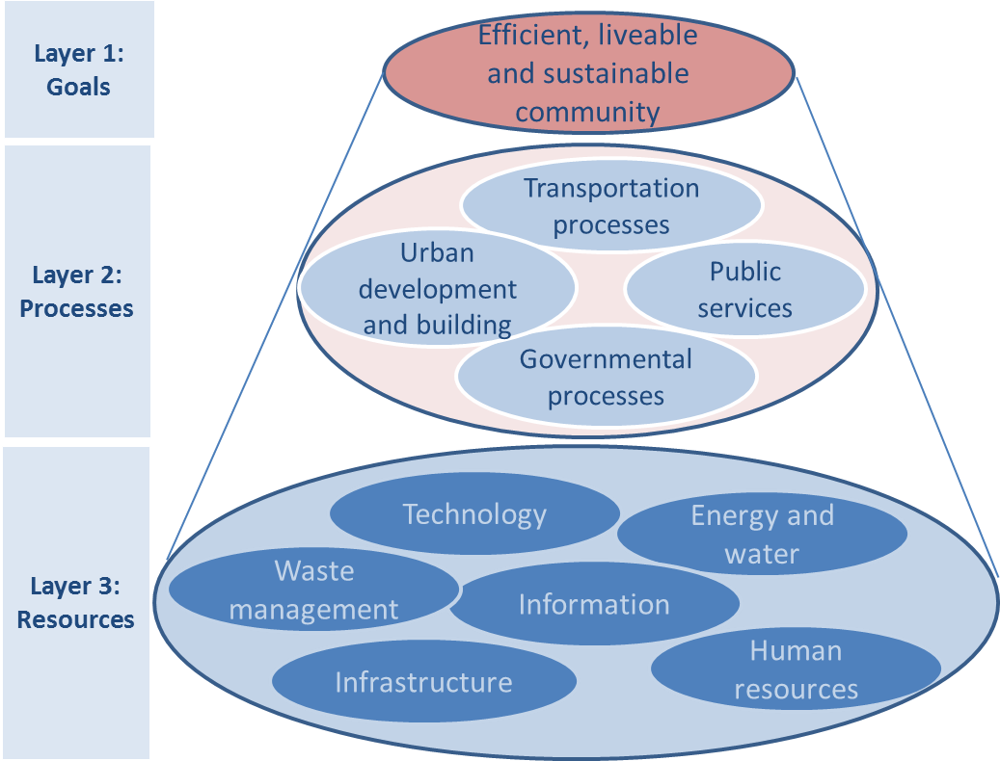 Layer 1:
Goals
Efficient, liveable
and sustainable
community
Layer 2:
Processes
Transportation
processes
Urban
development
and building
Public
services
Governmental
processes
Layer 3:
Resources
Technology
Energy and
water
Waste
management
Information
Infrastructure
Human
resources